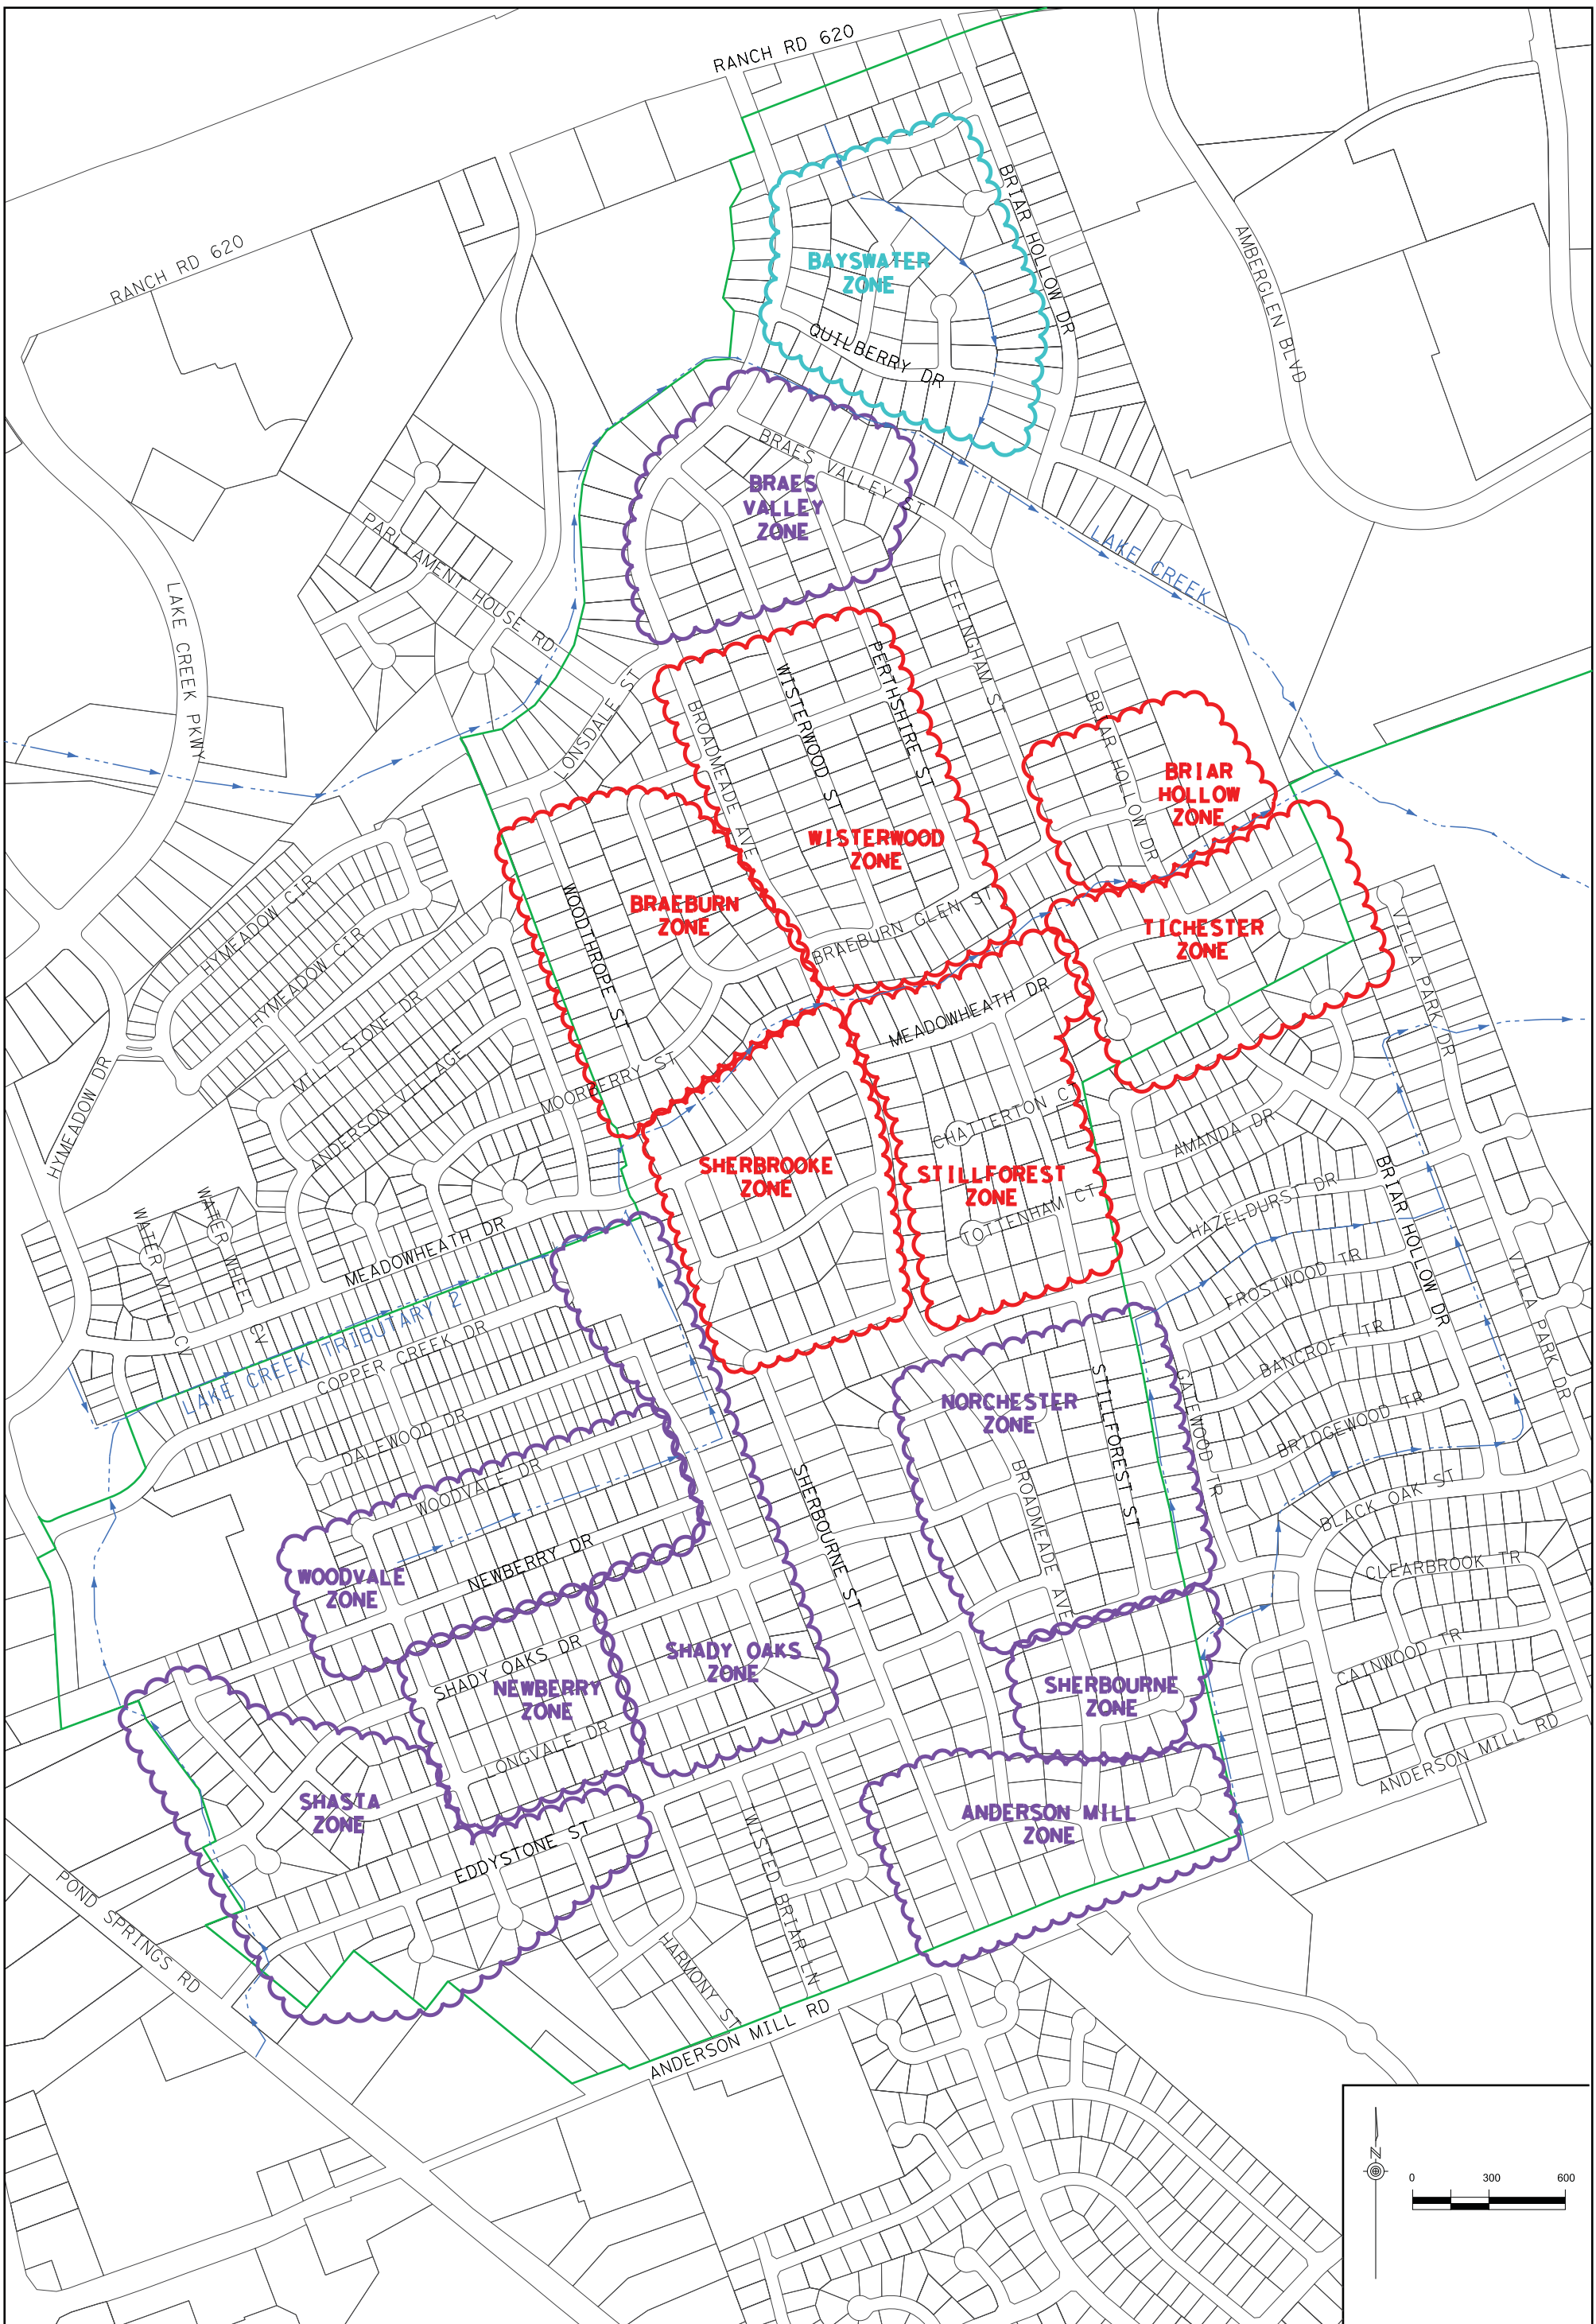 RANCH RD 620
RANCH RD 620
BRIAR HOLLOW DR
AMBERGLEN BLVD
BAYSWATER
ZONE
QUILBERRY DR
BRAES VALLEY ST
BRAES
VALLEY
ZONE
PARLIAMENT HOUSE RD
LAKE CREEK
LAKE CREEK PKWY
EFFINGHAM ST
PERTHSHIRE ST
WISTERWOOD ST
LONSDALE ST
BROADMEADE AVE
BRIAR HOLLOW DR
BRIAR
HOLLOW
ZONE
WISTERWOOD
ZONE
BRAEBURN
ZONE
WOODTHROPE ST
BRAEBURN GLEN ST
TICHESTER
ZONE
VILLA PARK DR
HYMEADOW CIR
HYMEADOW CIR
MILL STONE DR
ANDERSON VILLAGE
MOORBERRY ST
MEADOWHEATH DR
HYMEADOW DR
CHATTERTON CT
AMANDA DR
SHERBROOKE
ZONE
STILLFOREST
ZONE
TOTTENHAM CT
BRIAR HOLLOW DR
HAZELDURST DR
WATER MILL CV
WATER WHEEL CV
MEADOWHEATH DR
FROSTWOOD TR
VILLA PARK DR
LAKE CREEK TRIBUTARY 2
COPPER CREEK DR
BANCROFT TR
NORCHESTER
ZONE
STILLFOREST ST
GATEWOOD TR
DALEWOOD DR
BRIDGEWOOD TR
WOODVALE DR
SHERBOURNE ST
BROADMEADE AVE
BLACK OAK ST
NEWBERRY DR
CLEARBROOK TR
WOODVALE
ZONE
SHADY OAKS DR
SHADY OAKS
ZONE
CAINWOOD TR
NEWBERRY
ZONE
SHERBOURNE
ZONE
LONGVALE DR
ANDERSON MILL RD
SHASTA
ZONE
ANDERSON MILL
ZONE
EDDYSTONE ST
TWISTED BRIAR LN
POND SPRINGS RD
HARMONY ST
ANDERSON MILL RD
N
0 300 600